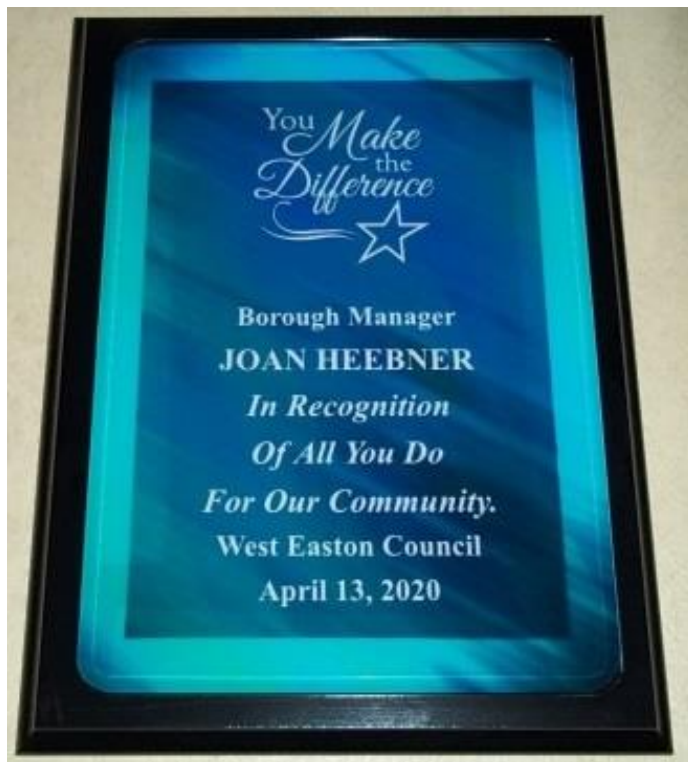 You Make
the
Difference
Borough Manager
JOAN HEEBNER
In Recognition
Of All You Do
For Our Community.
West Easton Council
April 13, 2020